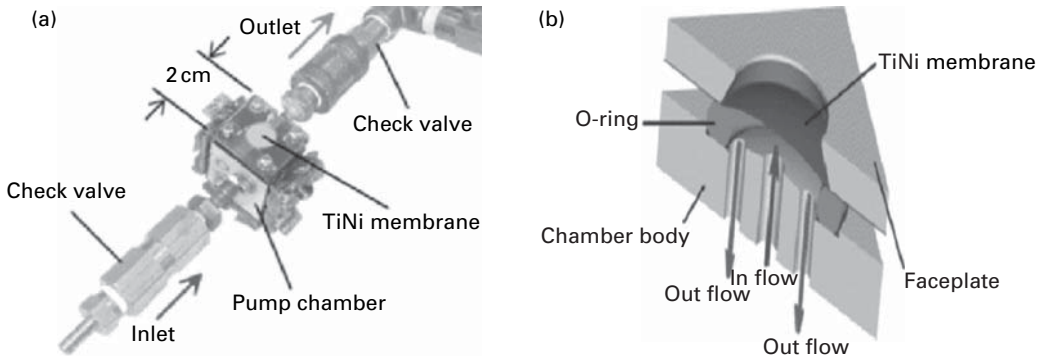 (a)
Outlet
2 cm
Check valve
Check valve
TiNi membrane
Pump chamber
Inlet
(b)
TiNi membrane
O-ring
Chamber body
In flow
Out flow
Faceplate
Out flow